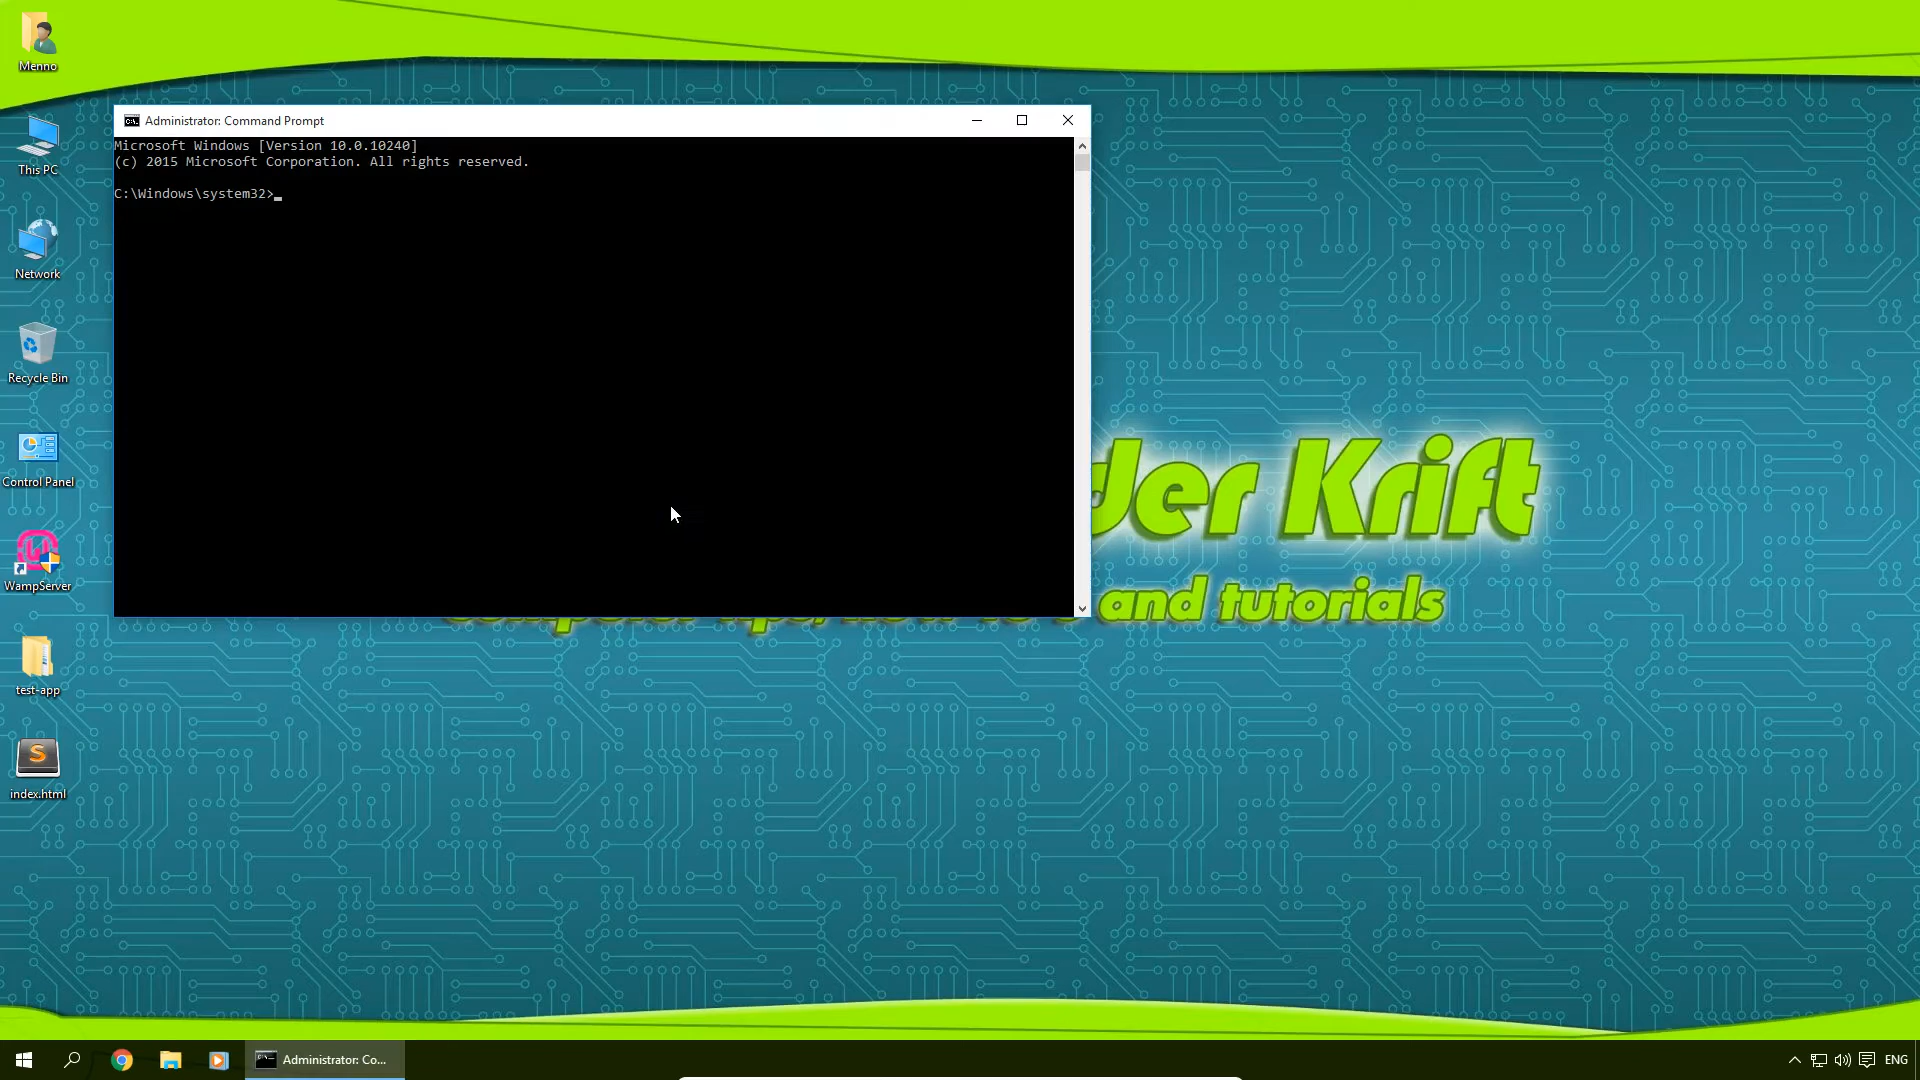 Menno
This PC
Network
Recycle Bin
Control Panel
WampServer
test-app
index.html
Administrator: Command Prompt
Microsoft Windows [Version 10.0.10240]
(c) 2015 Microsoft Corporation. All rights reserved.
C:\Windows\system32>
der Krift
and tutorials
Administrator: Co...
ENG